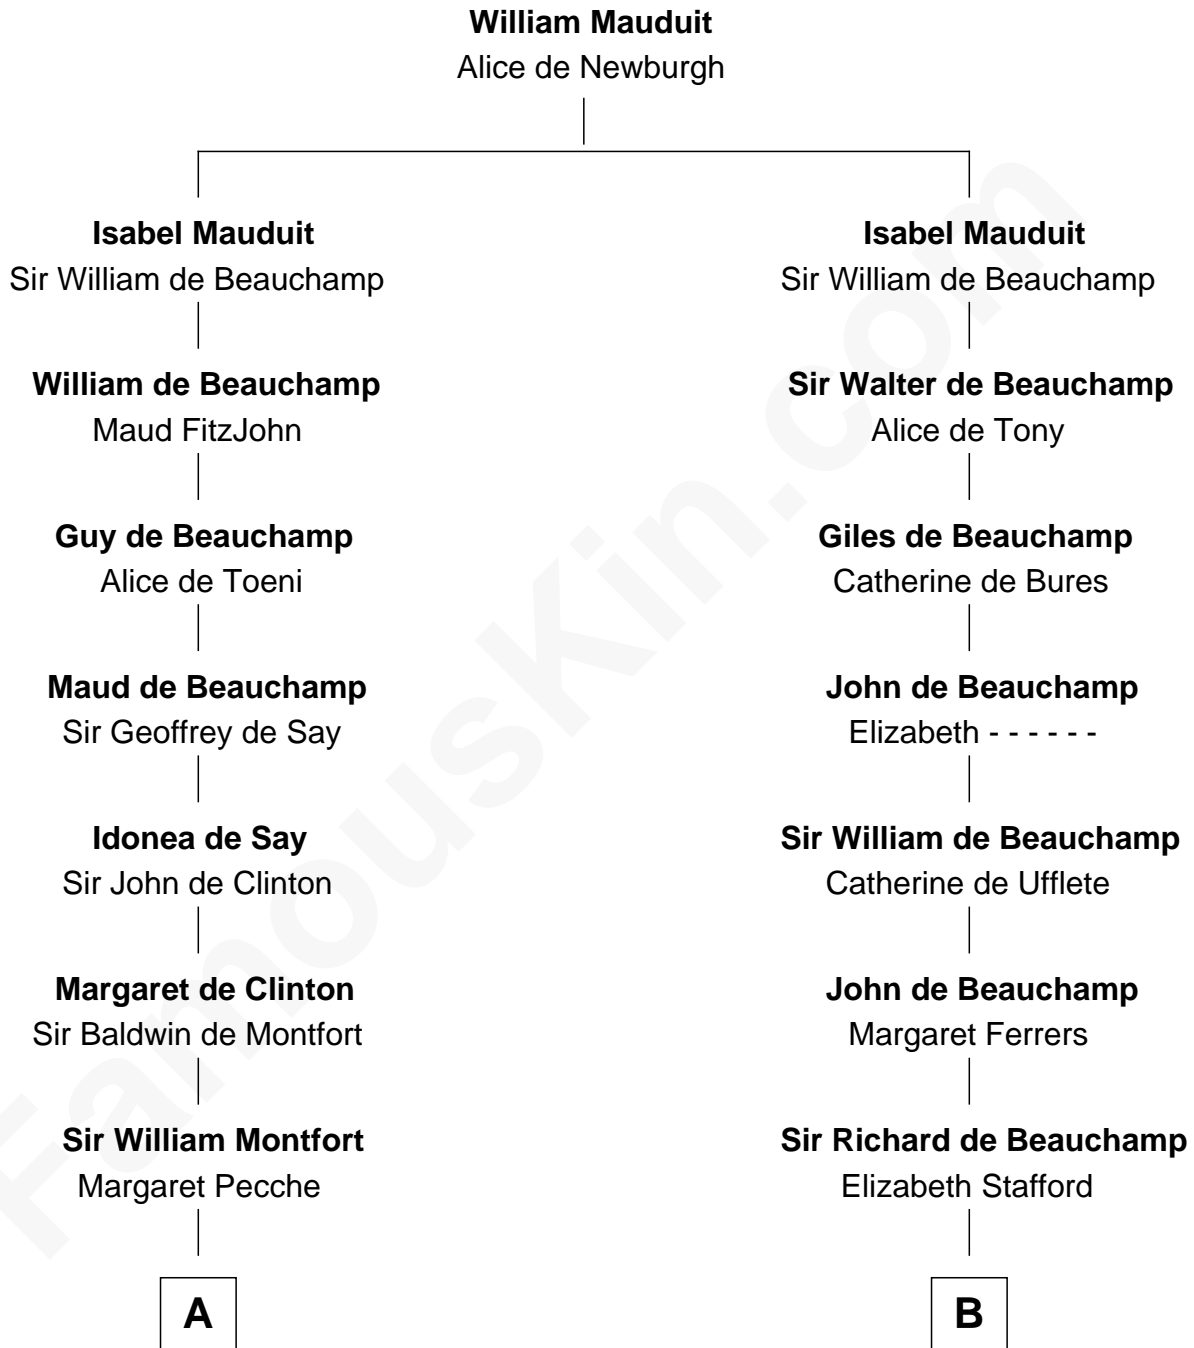 William Mauduit
Alice de Newburgh
Isabel Mauduit
Sir William de Beauchamp
Isabel Mauduit
Sir William de Beauchamp
William de Beauchamp
Maud FitzJohn
Sir Walter de Beauchamp
Alice de Tony
Guy de Beauchamp
Alice de Toeni
Giles de Beauchamp
Catherine de Bures
Maud de Beauchamp
Sir Geoffrey de Say
John de Beauchamp
Elizabeth - - - - - -
Idonea de Say
Sir John de Clinton
Sir William de Beauchamp
Catherine de Ufflete
Margaret de Clinton
Sir Baldwin de Montfort
John de Beauchamp
Margaret Ferrers
Sir William Montfort
Margaret Pecche
Sir Richard de Beauchamp
Elizabeth Stafford
A
B
FamousKin.com